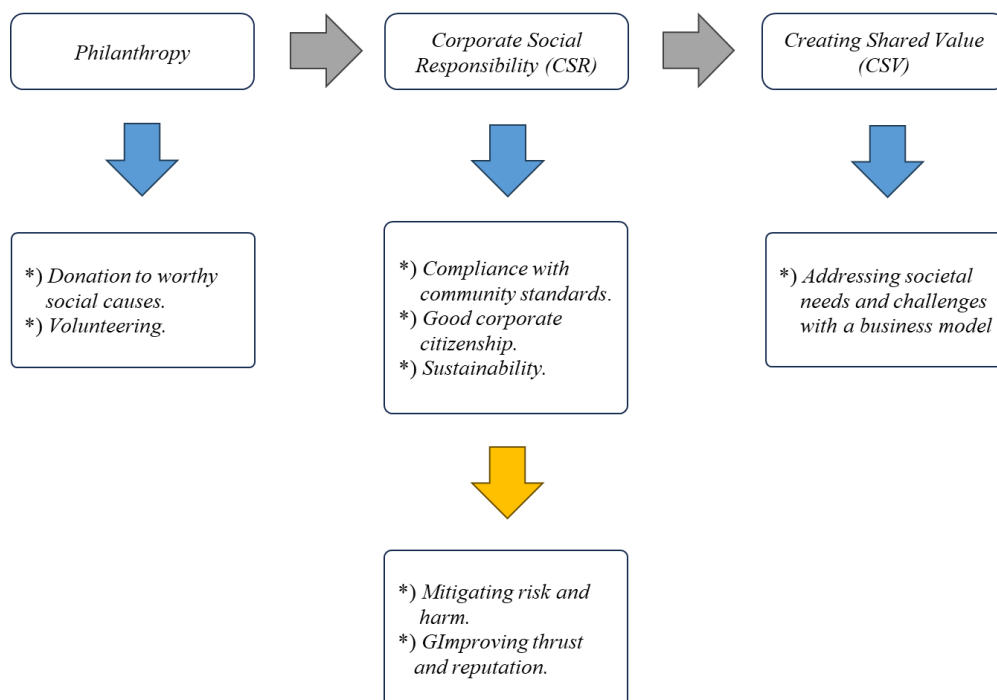 Philanthropy
Corporate Social
Responsibility (CSR)
Creating Shared Value
(CSV)
*) Donation to worthy
social causes.
*) Volunteering.
*) Compliance with
community standards.
*) Good corporate
citizenship.
*) Sustainability.
*) Addressing societal
needs and challenges
with a business model
*) Mitigating risk and
harm.
*) GImproving thrust
and reputation.